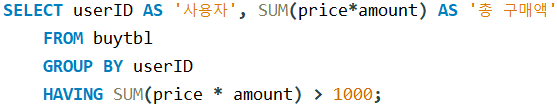 SELECT userID AS '사용자', SUM(price*amount) AS '총 구매액'
FROM buytbl
GROUP BY userID
HAVING SUM(price * amount) > 1000;